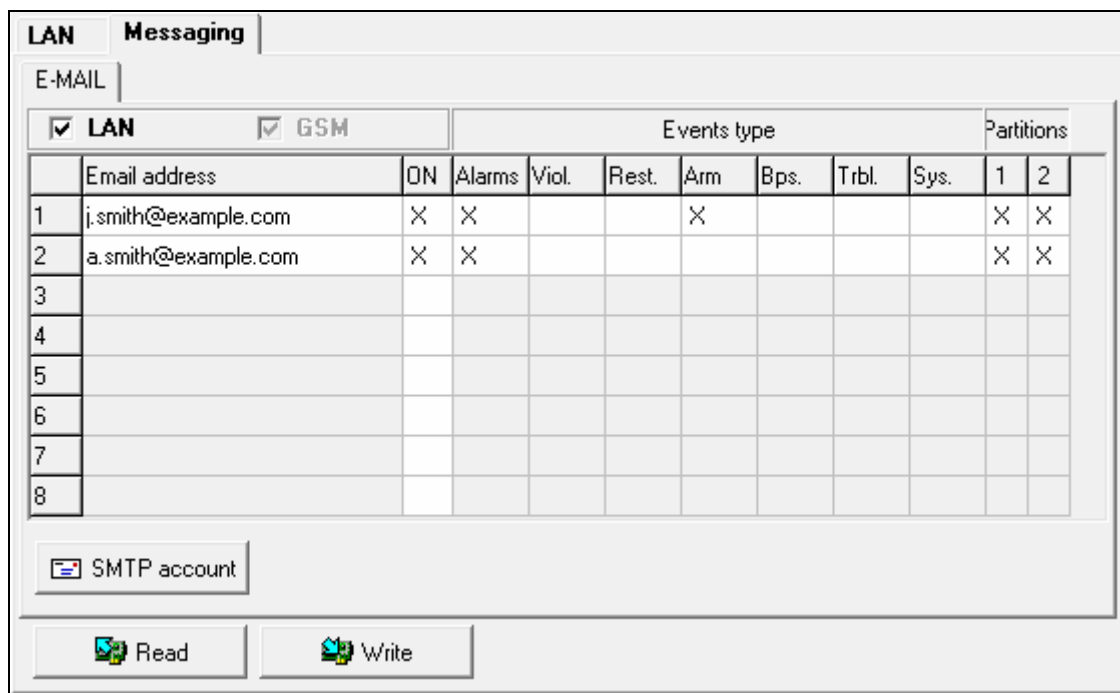 LAN Messaging
E-MAIL
LAN GSM Events type Partitions
Email address ON Alarms Viol. Rest. Arm Bps. Trbl. Sys. 1 2
1 j.smith@example.com X X X X X
2 a.smith@example.com X X X X
3
4
5
6
7
8
SMTP account
Read Write